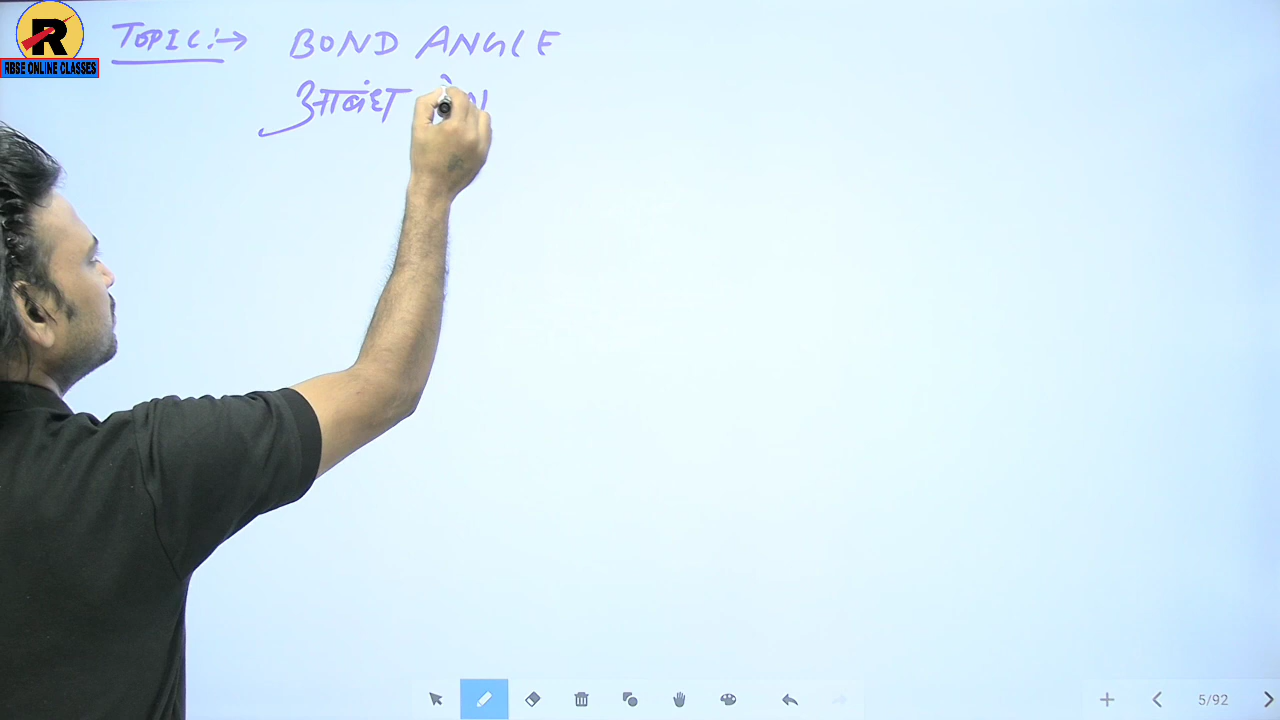 R
RBSE ONLINE CLASSES
TOPIC:→ BOND ANGLE
आबंध
5/92